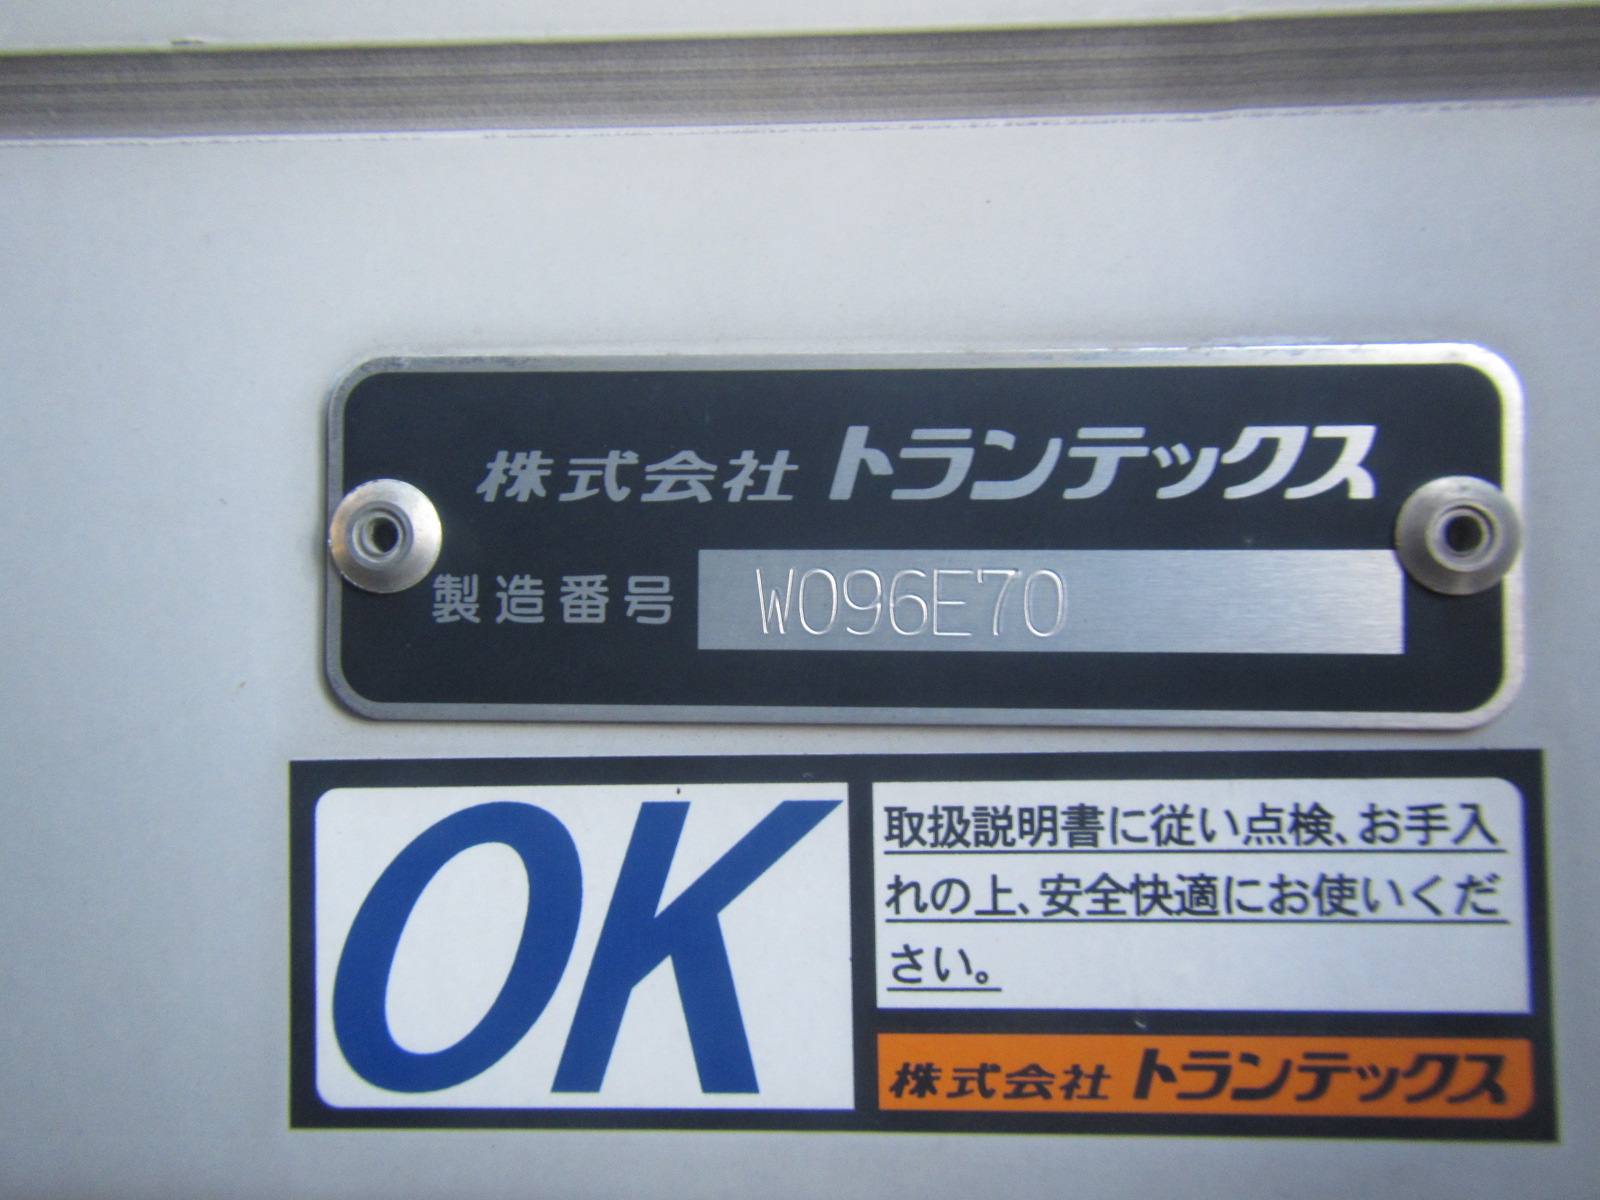 株式会社 トランテックス
製造番号 W096E70
OK
取扱説明書に従い点検、お手入
れの上、安全快適にお使いくだ
さい。
株式会社 トランテックス